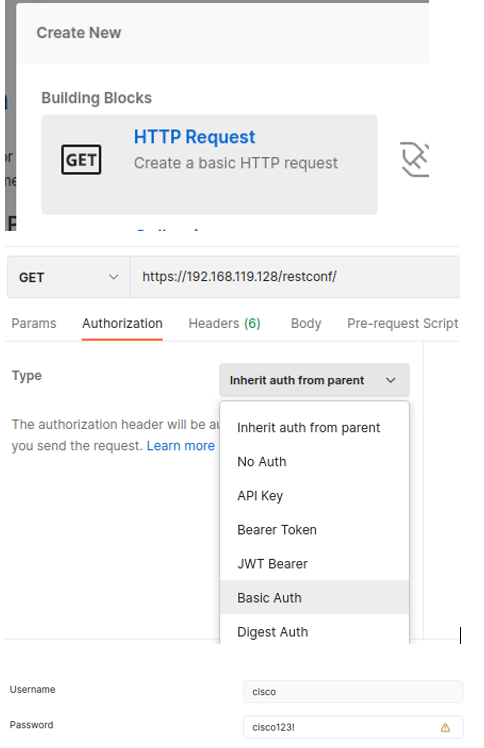 Create New
Building Blocks
GET
HTTP Request
Create a basic HTTP request
or
GET
https://192.168.119.128/restconf/
Params Authorization Headers (6) Body Pre-request Script
Type
Inherit auth from parent
The authorization header will be
you send the request. Learn more
Inherit auth from parent
No Auth
API Key
Bearer Token
JWT Bearer
Basic Auth
Digest Auth
Username
cisco
Password
cisco123!